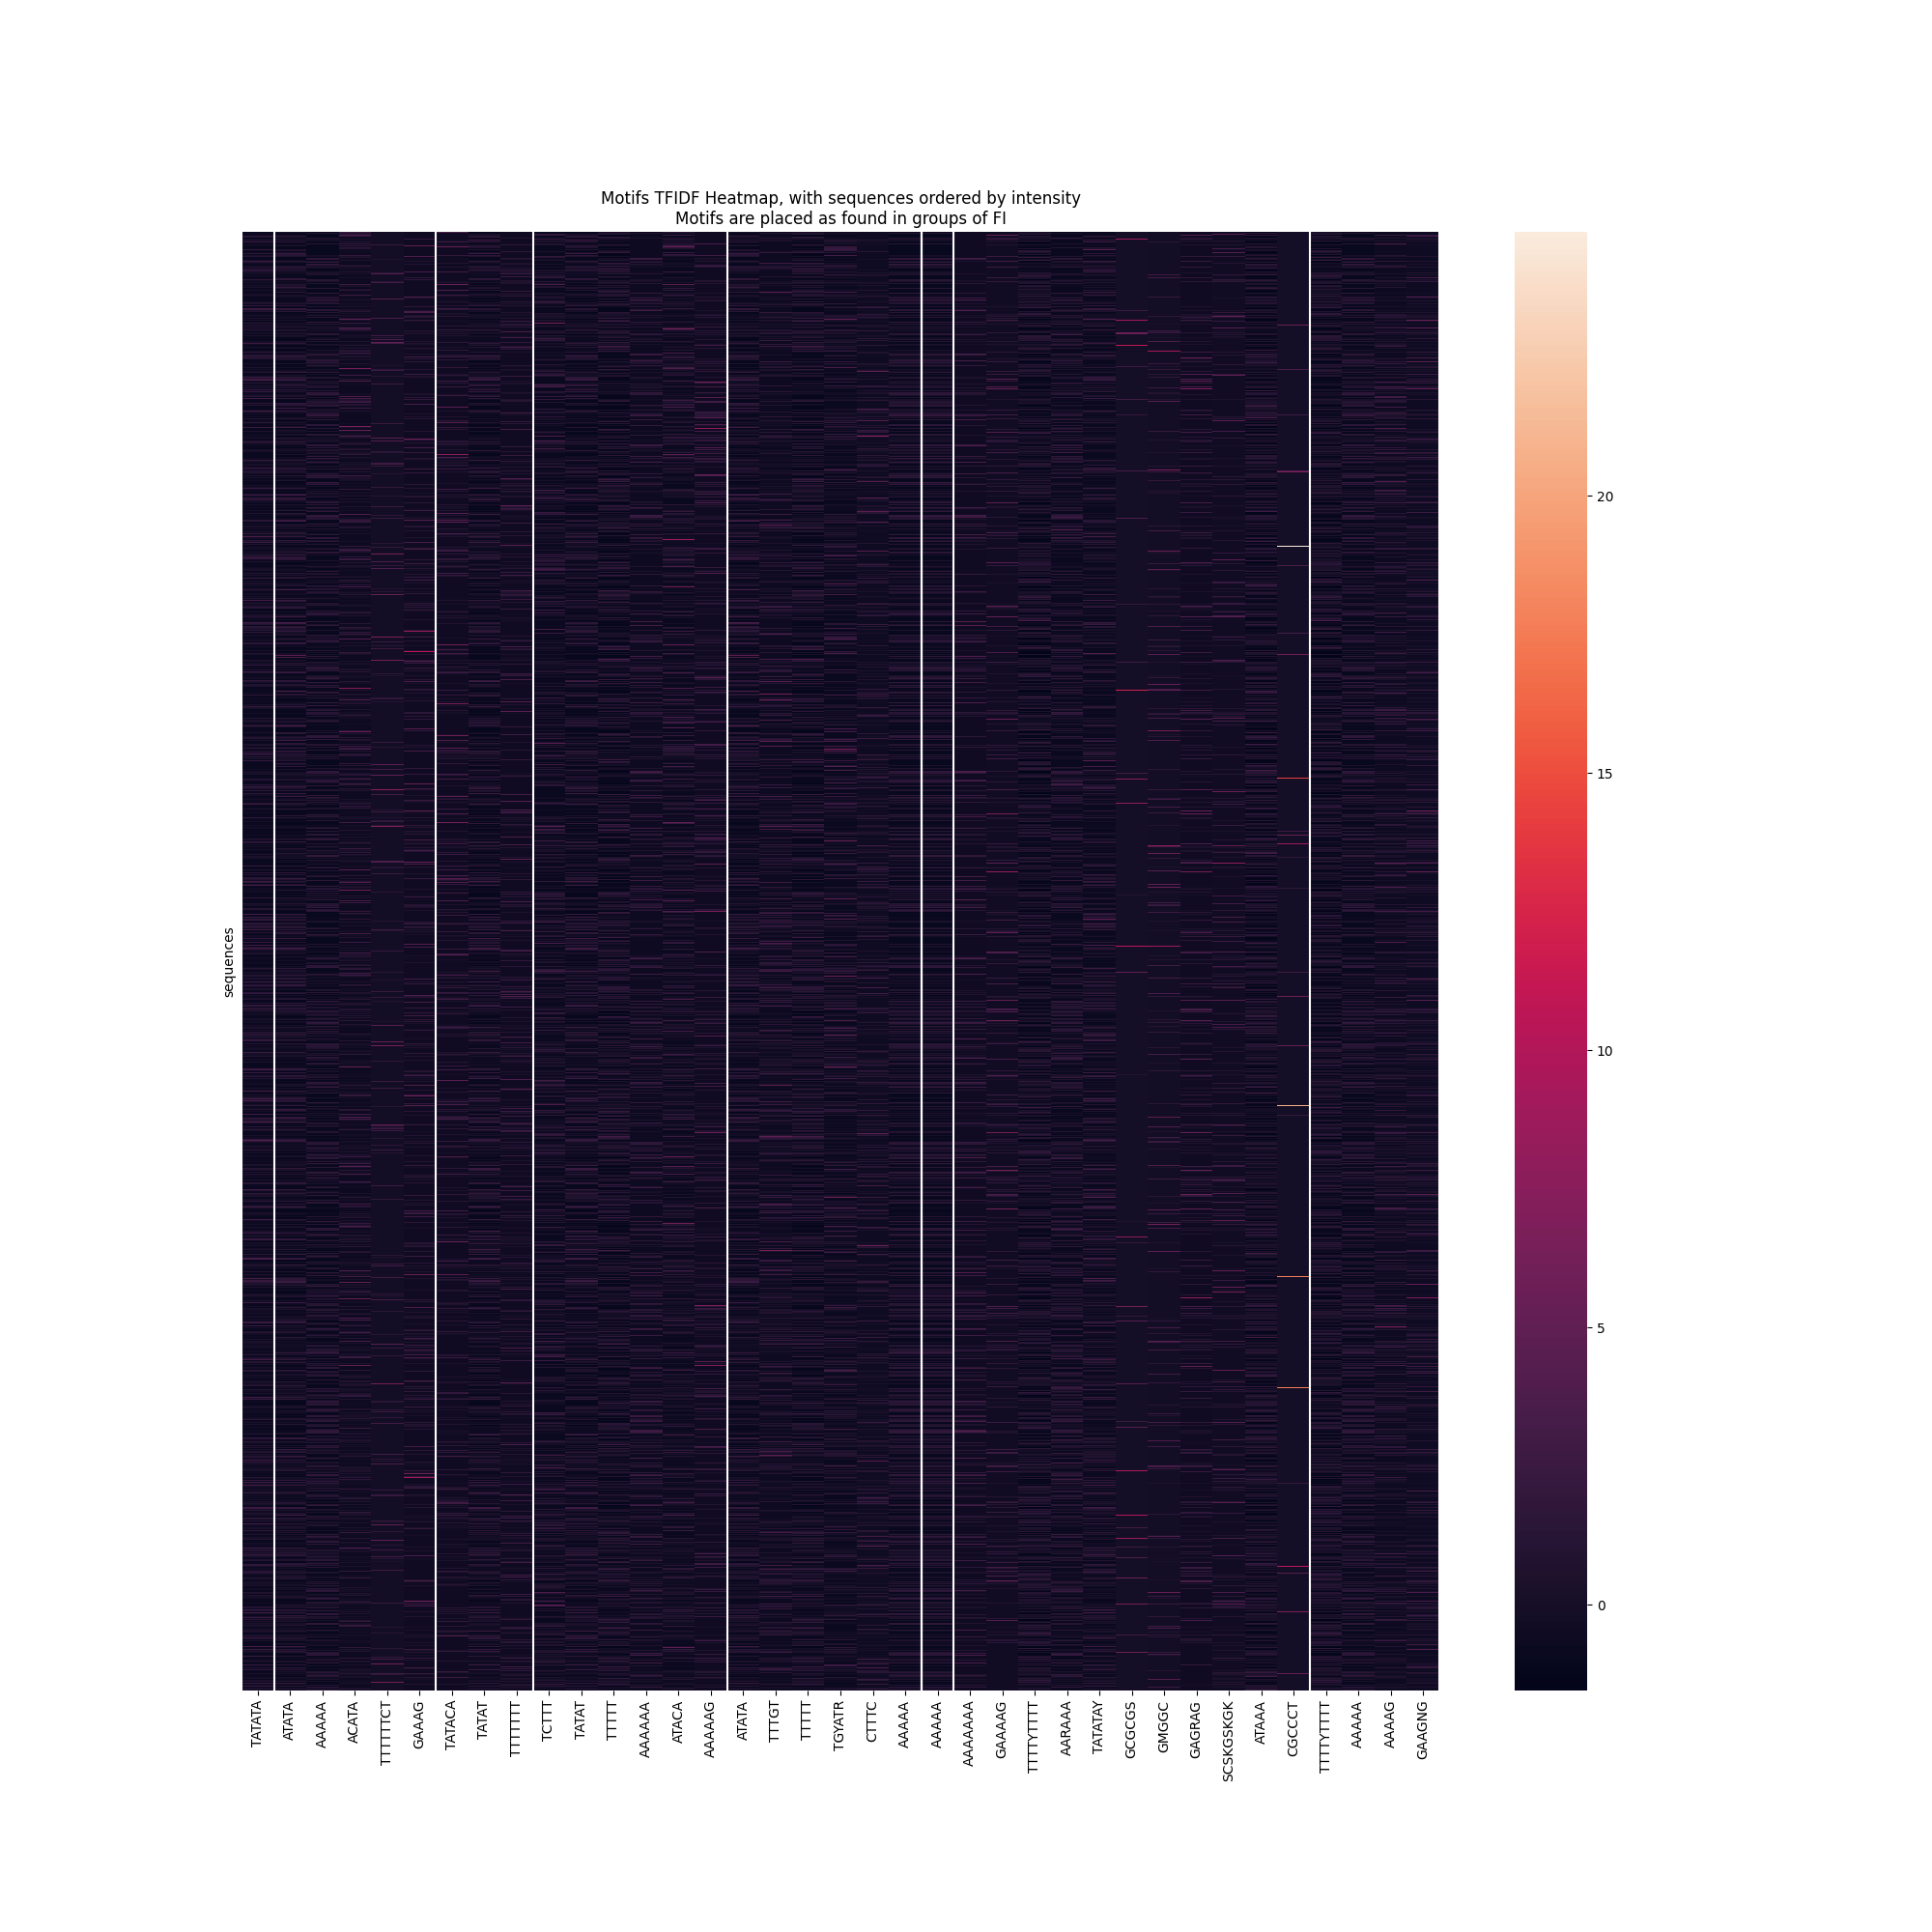 Motifs TFIDF Heatmap, with sequences ordered by intensity
Motifs are placed as found in groups of FI
sequences
20
15
10
5
0
TATATA
ATATA
AAAAA
ACATA
TTTTTTCT
GAAAG
TATACA
TATAT
TTTTTTT
TCTTT
TATAT
TTTTT
AAAAAA
ATACA
AAAAAG
ATATA
TTTGT
TTTTT
TGYATR
CTTTC
AAAAA
AAAAA
AAAAAAA
GAAAAG
TTTTYTTTT
AARAAA
TATATAY
GCGCGS
GMGGC
GAGRAG
SCSKGSKGK
ATAAA
CGCCCT
TTTTYTTTT
AAAAA
AAAAG
GAAGNG